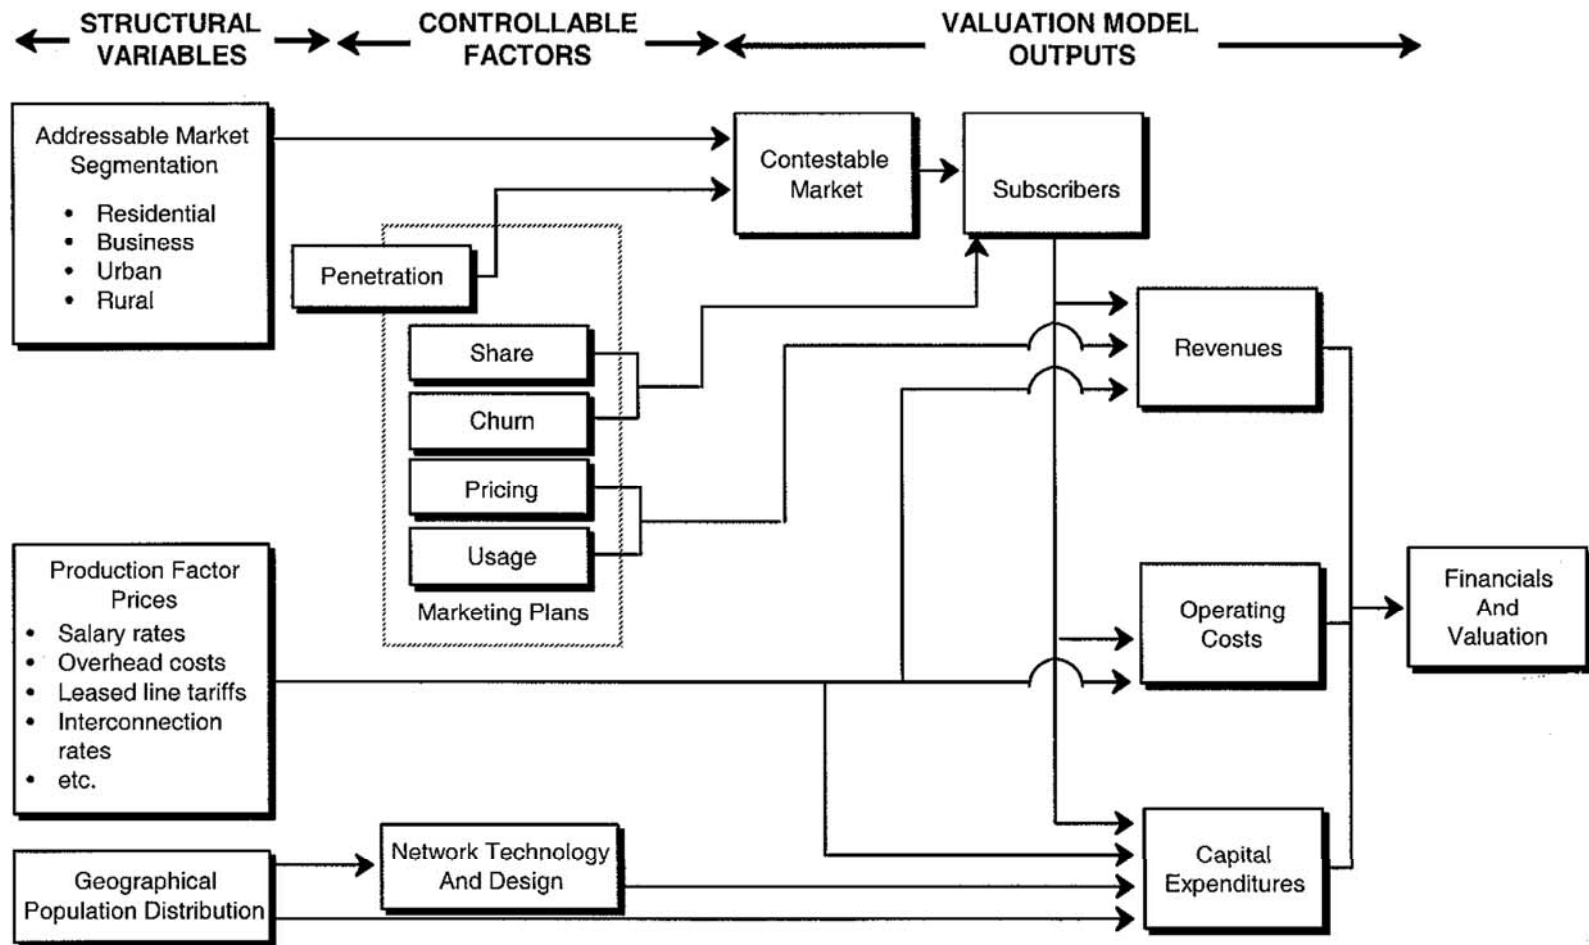 STRUCTURAL
VARIABLES
CONTROLLABLE
FACTORS
VALUATION MODEL
OUTPUTS
Addressable Market
Segmentation
• Residential
• Business
• Urban
• Rural
Penetration
Share
Churn
Pricing
Usage
Marketing Plans
Contestable
Market
Subscribers
Revenues
Production Factor
Prices
• Salary rates
• Overhead costs
• Leased line tariffs
• Interconnection
rates
• etc.
Operating
Costs
Financials
And
Valuation
Geographical
Population Distribution
Network Technology
And Design
Capital
Expenditures